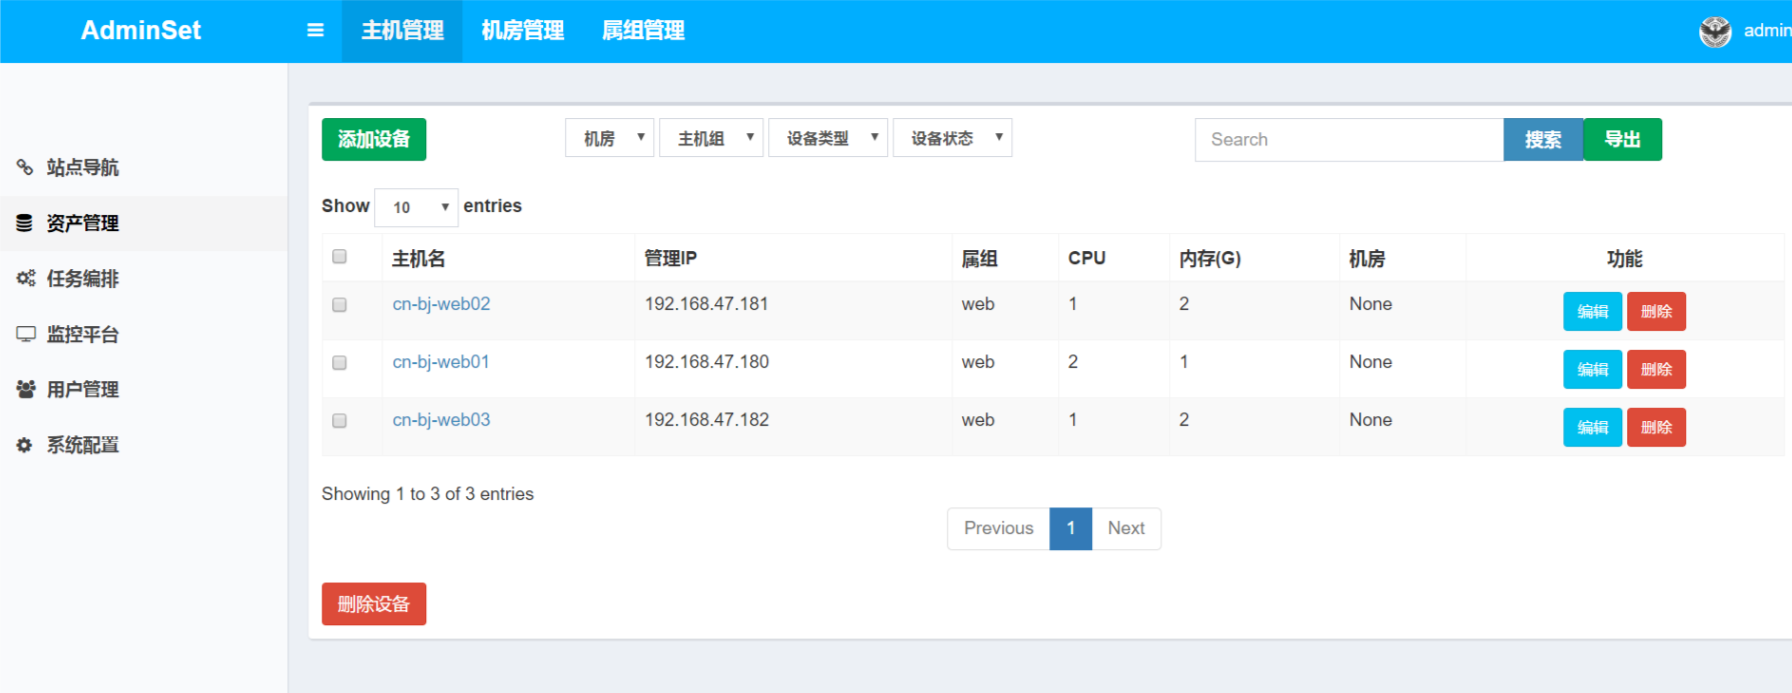 AdminSet 主机管理 机房管理 属组管理 admin
站点导航
资产管理
任务编排
监控平台
用户管理
系统配置
添加设备 机房 主机组 设备类型 设备状态 Search 搜索 导出
Show 10 entries
主机名 管理IP 属组 CPU 内存(G) 机房 功能
cn-bj-web02 192.168.47.181 web 1 2 None 编辑 删除
cn-bj-web01 192.168.47.180 web 2 1 None 编辑 删除
cn-bj-web03 192.168.47.182 web 1 2 None 编辑 删除
Showing 1 to 3 of 3 entries
Previous 1 Next
删除设备